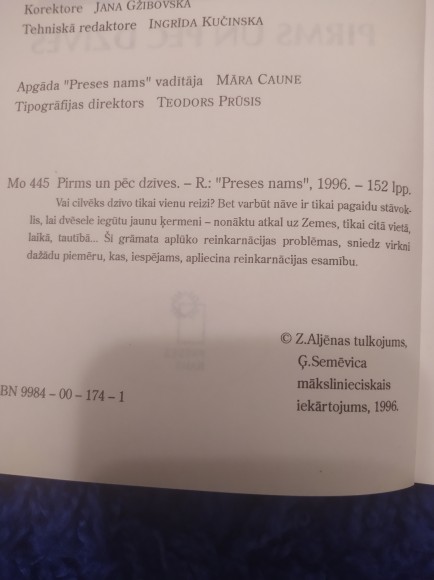 Korektore JANA GŽIBOVSKA
Tehniskā redaktore INGRĪDA KUČINSKA
Apgāda "Preses nams" vadītāja MĀRA CAUNE
Tipogrāfijas direktors TEODORS PRŪSIS
Mo 445 Pirms un pēc dzīves. – R.: "Preses nams", 1996. – 152 lpp.
Vai cilvēks dzīvo tikai vienu reizi? Bet varbūt nāve ir tikai pagaidu stāvok-
lis, lai dvēsele iegūtu jaunu ķermeni – nonāktu atkal uz Zemes, tikai citā vietā,
laikā, tautībā... Šī grāmata aplūko reinkarnācijas problēmas, sniedz virkni
dažādu piemēru, kas, iespējams, apliecina reinkarnācijas esamību.
© Z.Aļjēnas tulkojums,
Ģ.Semēvica
mākslinieciskais
iekārtojums, 1996.
BN 9984 – 00 – 174 – 1